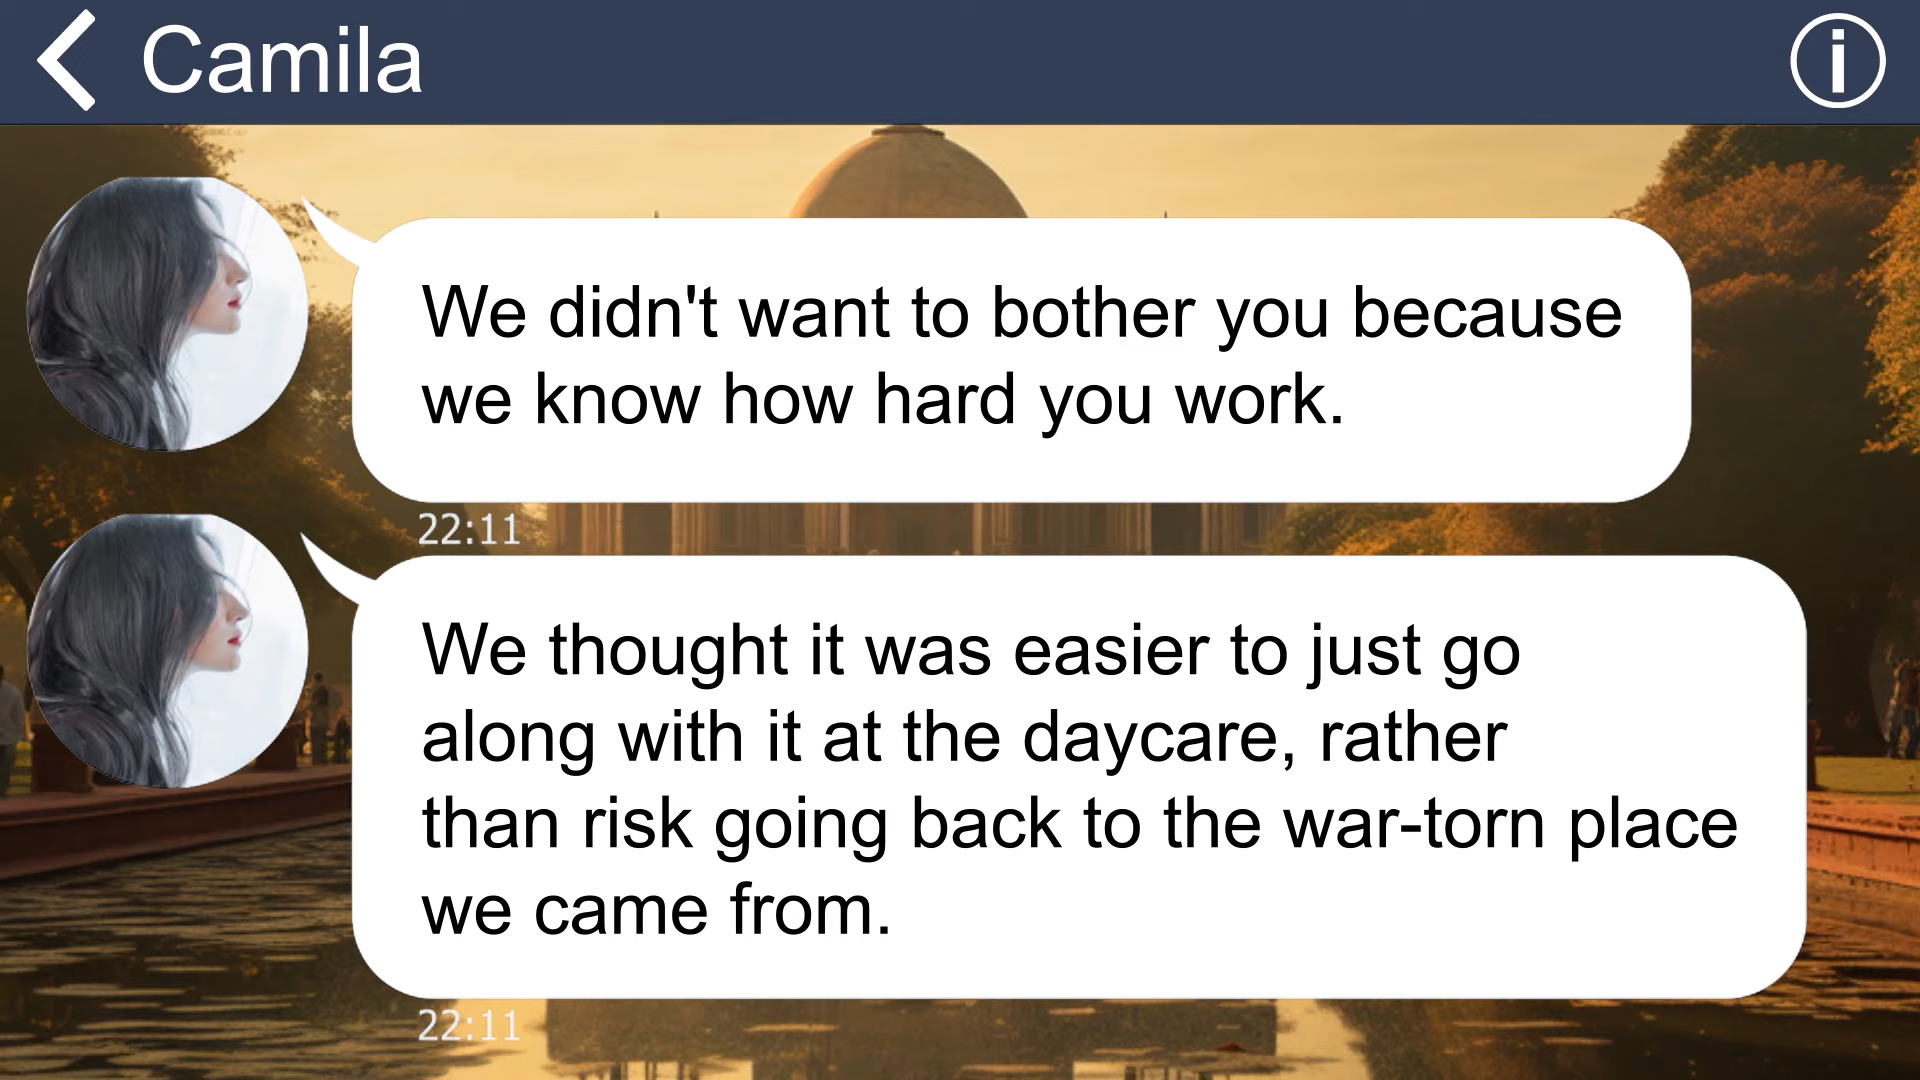 Camila
We didn't want to bother you because
we know how hard you work.
22:11
We thought it was easier to just go
along with it at the daycare, rather
than risk going back to the war-torn place
we came from.
22:11